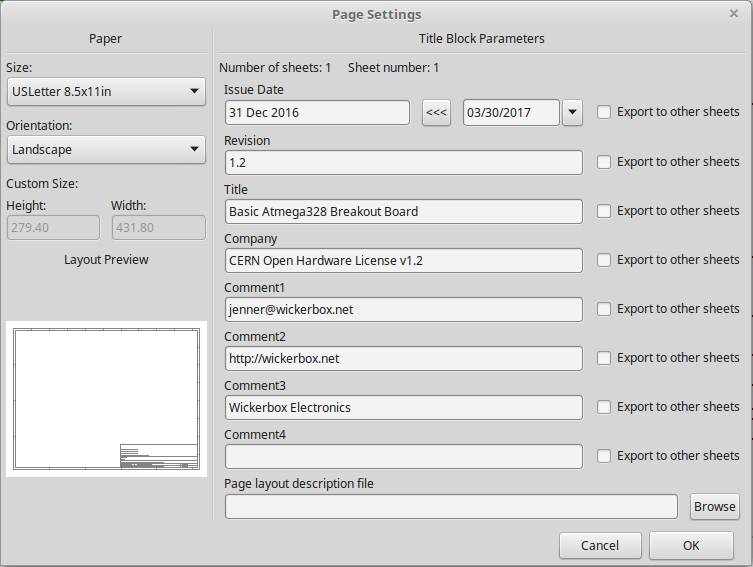 Page Settings
Paper
Size:
USLetter 8.5x11in
Orientation:
Landscape
Custom Size:
Height: Width:
279.40 431.80
Layout Preview
Title Block Parameters
Number of sheets: 1 Sheet number: 1
Issue Date
31 Dec 2016 <<< 03/30/2017 Export to other sheets
Revision
1.2 Export to other sheets
Title
Basic Atmega328 Breakout Board Export to other sheets
Company
CERN Open Hardware License v1.2 Export to other sheets
Comment1
jenner@wickerbox.net Export to other sheets
Comment2
http://wickerbox.net Export to other sheets
Comment3
Wickerbox Electronics Export to other sheets
Comment4
Export to other sheets
Page layout description file
Browse
Cancel OK